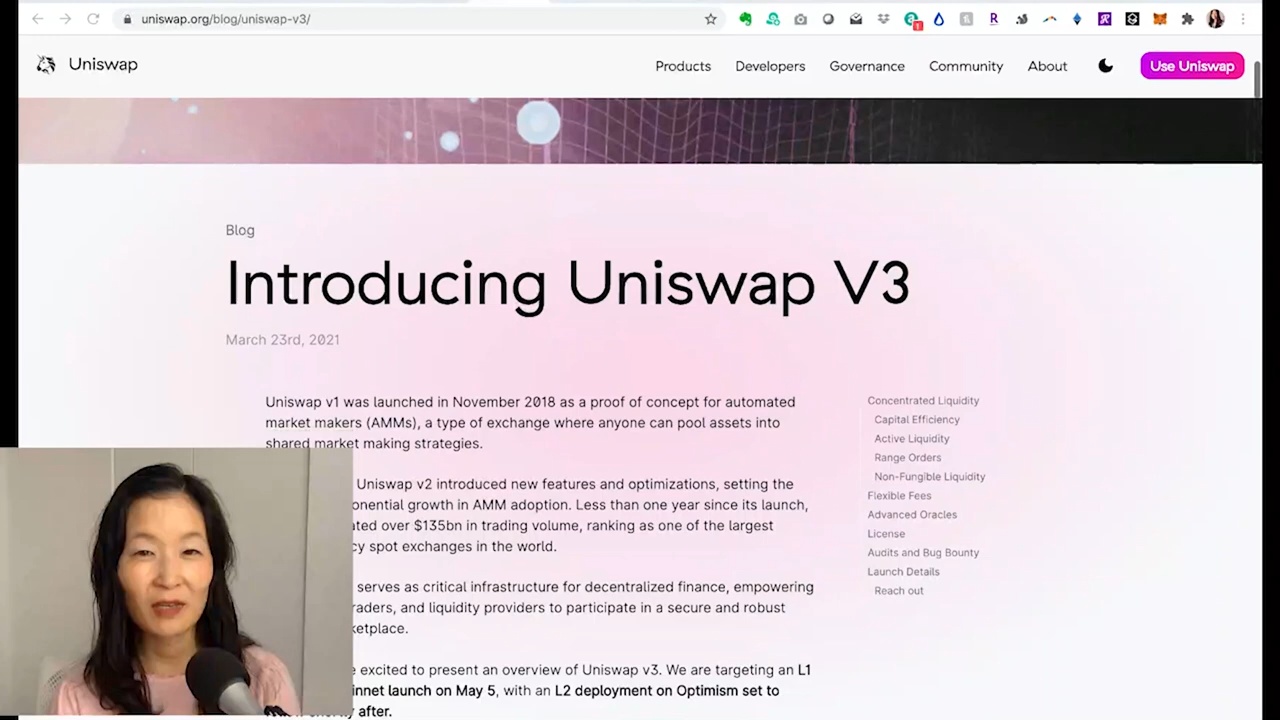 uniswap.org/blog/uniswap-v3/
1
R
Uniswap
Products
Developers
Governance
Community
About
Use Uniswap
Blog
Introducing Uniswap V3
March 23rd, 2021
Uniswap v1 was launched in November 2018 as a proof of concept for automated
market makers (AMMs), a type of exchange where anyone can pool assets into
shared market making strategies.
Uniswap v2 introduced new features and optimizations, setting the
growth in AMM adoption. Less than one year since its launch,
over $135bn in trading volume, ranking as one of the largest
spot exchanges in the world.
serves as critical infrastructure for decentralized finance, empowering
and liquidity providers to participate in a secure and robust
excited to present an overview of Uniswap v3. We are targeting an L1
launch on May 5, with an L2 deployment on Optimism set to
after.
Concentrated Liquidity
Capital Efficiency
Active Liquidity
Range Orders
Non-Fungible Liquidity
Flexible Fees
Advanced Oracles
License
Audits and Bug Bounty
Launch Details
Reach out